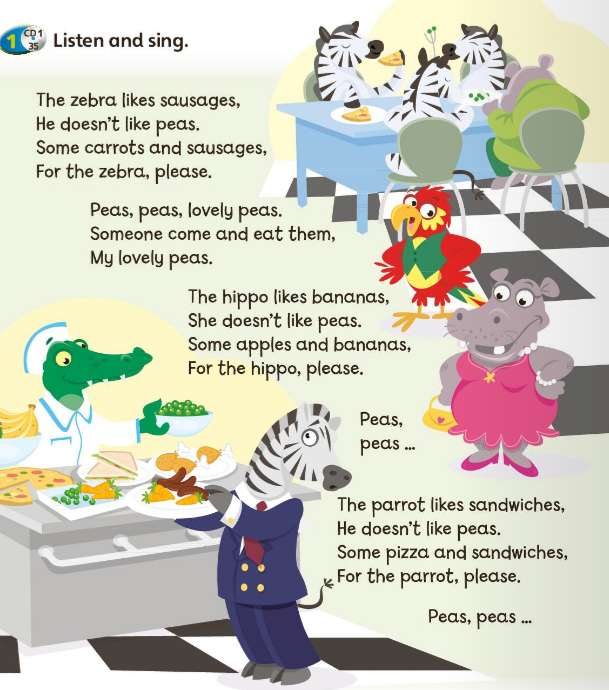 1 CD1 35 Listen and sing.
The zebra likes sausages,
He doesn't like peas.
Some carrots and sausages,
For the zebra, please.
Peas, peas, lovely peas.
Someone come and eat them,
My lovely peas.
The hippo likes bananas,
She doesn't like peas.
Some apples and bananas,
For the hippo, please.
Peas,
peas ...
The parrot likes sandwiches,
He doesn't like peas.
Some pizza and sandwiches,
For the parrot, please.
Peas, peas ...